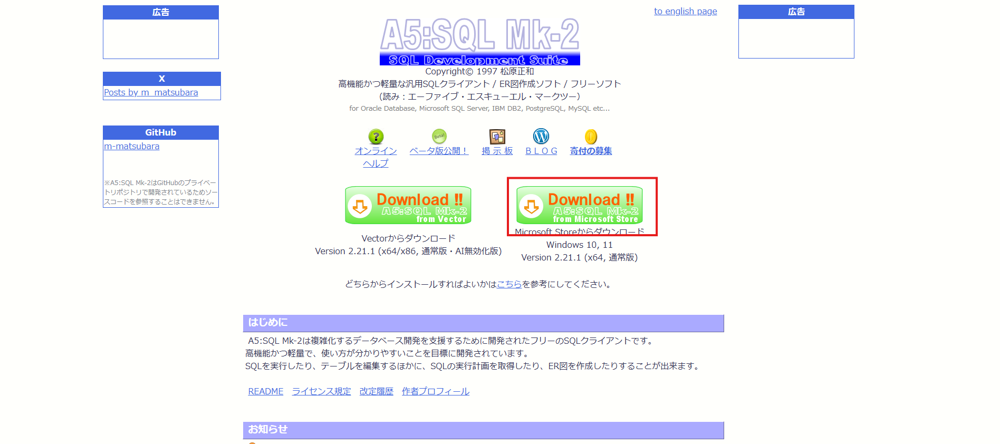 広告
X
Posts by m_matsubara
GitHub
m-matsubara
※A5:SQL Mk-2はGitHubのプライベー
トリポジトリで開発されているためソー
スコードを参照することはできません。
to english page
A5:SQL Mk-2
SQL Development Suite
Copyright© 1997 松原正和
高機能かつ軽量な汎用SQLクライアント / ER図作成ソフト / フリーソフト
（読み：エーファイブ・エスキューエル・マークツー）
for Oracle Database, Microsoft SQL Server, IBM DB2, PostgreSQL, MySQL etc...
?
Beta!
オンライン
ヘルプ
ベータ版公開！
掲 示 板
B L O G
寄付の募集
Download !!
A5:SQL Mk-2
from Vector
Vectorからダウンロード
Version 2.21.1 (x64/x86, 通常版・AI無効化版)
Download !!
A5:SQL Mk-2
from Microsoft Store
Microsoft Storeからダウンロード
Windows 10, 11
Version 2.21.1 (x64, 通常版)
どちらからインストールすればよいかはこちらを参考にしてください。
はじめに
A5:SQL Mk-2は複雑化するデータベース開発を支援するために開発されたフリーのSQLクライアントです。
高機能かつ軽量で、使い方が分かりやすいことを目標に開発されています。
SQLを実行したり、テーブルを編集するほかに、SQLの実行計画を取得したり、ER図を作成したりすることが出来ます。
README ライセンス規定 改定履歴 作者プロフィール
お知らせ
広告